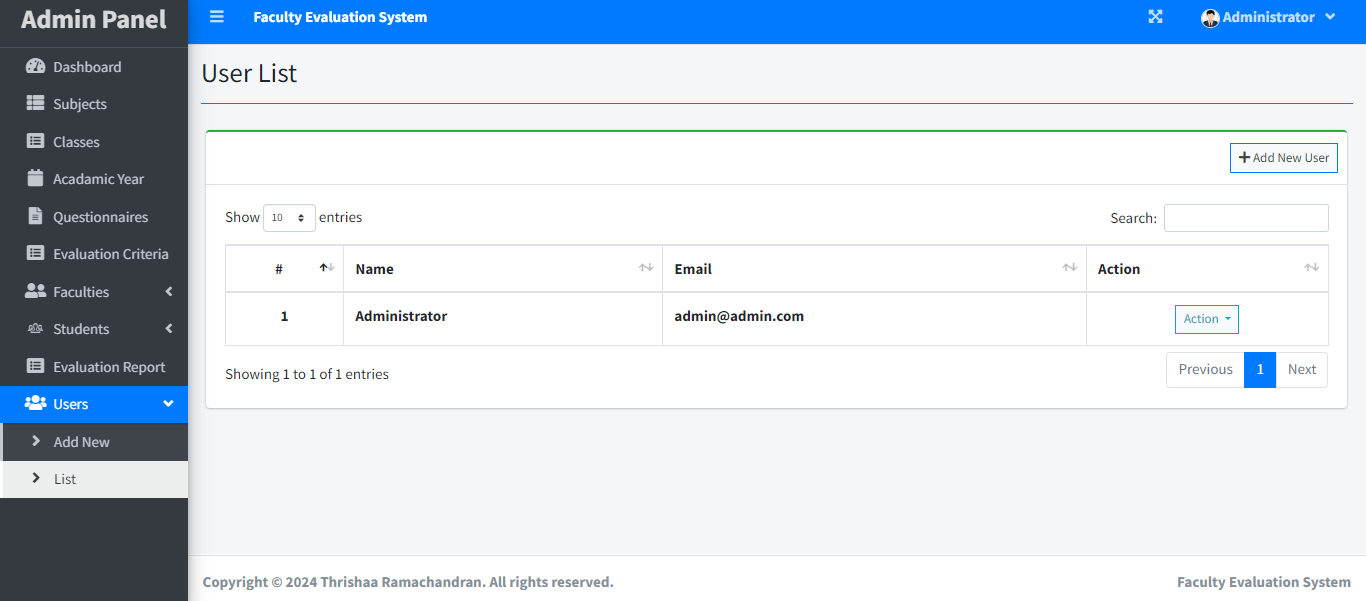 Admin Panel
Faculty Evaluation System
Administrator
Dashboard
Subjects
Classes
Acadamic Year
Questionnaires
Evaluation Criteria
Faculties
Students
Evaluation Report
Users
Add New
List
User List
Add New User
Show 10 entries
Search:
# Name Email Action
1 Administrator admin@admin.com Action
Showing 1 to 1 of 1 entries
Previous 1 Next
Copyright © 2024 Thrishaa Ramachandran. All rights reserved.
Faculty Evaluation System